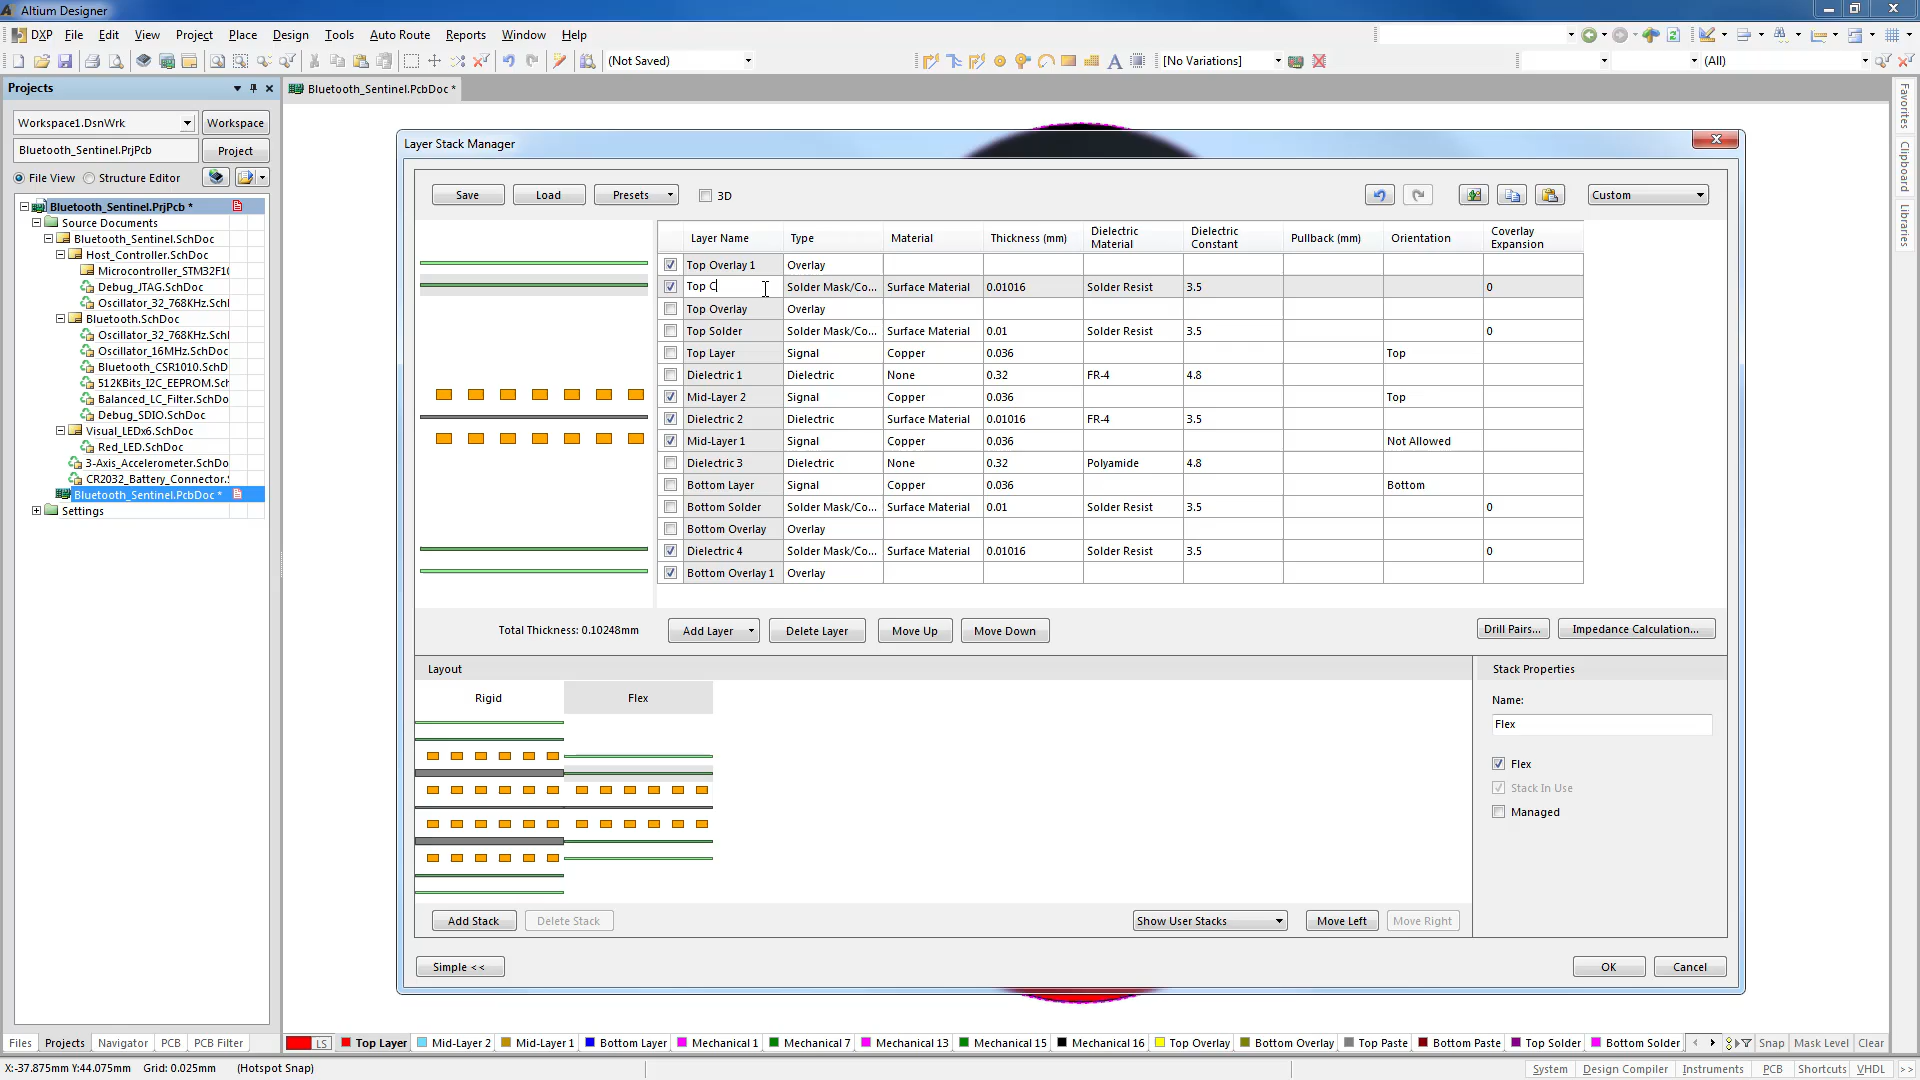 Altium Designer
DXP File Edit View Project Place Design Tools Auto Route Reports Window Help
(Not Saved) [No Variations] (All)
Projects
Bluetooth_Sentinel.PcbDoc *
Workspace1.DsnWrk Workspace
Bluetooth_Sentinel.PrjPcb Project
File View Structure Editor
Bluetooth_Sentinel.PrjPcb *
Source Documents
Bluetooth_Sentinel.SchDoc
Host_Controller.SchDoc
Microcontroller_STM32F1(
Debug_JTAG.SchDoc
Oscillator_32_768KHz.Schl
Bluetooth.SchDoc
Oscillator_32_768KHz.Schl
Oscillator_16MHz.SchDoc
Bluetooth_CSR1010.SchD
512KBits_I2C_EEPROM.Sch
Balanced_LC_Filter.SchDo
Debug_SDIO.SchDoc
Visual_LEDx6.SchDoc
Red_LED.SchDoc
3-Axis_Accelerometer.SchDo
CR2032_Battery_Connector.
Bluetooth_Sentinel.PcbDoc *
Settings
Files Projects Navigator PCB PCB Filter
Favorites
Clipboard
Libraries
Layer Stack Manager
Save Load Presets 3D Custom
Layer Name Type Material Thickness (mm) Dielectric Material Dielectric Constant Pullback (mm) Orientation Coverlay Expansion
Top Overlay 1 Overlay
Top C Solder Mask/Co... Surface Material 0.01016 Solder Resist 3.5 0
Top Overlay Overlay
Top Solder Solder Mask/Co... Surface Material 0.01 Solder Resist 3.5 0
Top Layer Signal Copper 0.036 Top
Dielectric 1 Dielectric None 0.32 FR-4 4.8
Mid-Layer 2 Signal Copper 0.036 Top
Dielectric 2 Dielectric Surface Material 0.01016 FR-4 3.5
Mid-Layer 1 Signal Copper 0.036 Not Allowed
Dielectric 3 Dielectric None 0.32 Polyamide 4.8
Bottom Layer Signal Copper 0.036 Bottom
Bottom Solder Solder Mask/Co... Surface Material 0.01 Solder Resist 3.5 0
Bottom Overlay Overlay
Dielectric 4 Solder Mask/Co... Surface Material 0.01016 Solder Resist 3.5 0
Bottom Overlay 1 Overlay
Total Thickness: 0.10248mm Add Layer Delete Layer Move Up Move Down Drill Pairs... Impedance Calculation...
Layout
Rigid Flex
Stack Properties
Name:
Flex
Flex
Stack In Use
Managed
Add Stack Delete Stack Show User Stacks Move Left Move Right
Simple << OK Cancel
LS Top Layer Mid-Layer 2 Mid-Layer 1 Bottom Layer Mechanical 1 Mechanical 7 Mechanical 13 Mechanical 15 Mechanical 16 Top Overlay Bottom Overlay Top Paste Bottom Paste Top Solder Bottom Solder Snap Mask Level Clear
X:-37.875mm Y:44.075mm Grid: 0.025mm (Hotspot Snap) System Design Compiler Instruments PCB Shortcuts VHDL >>